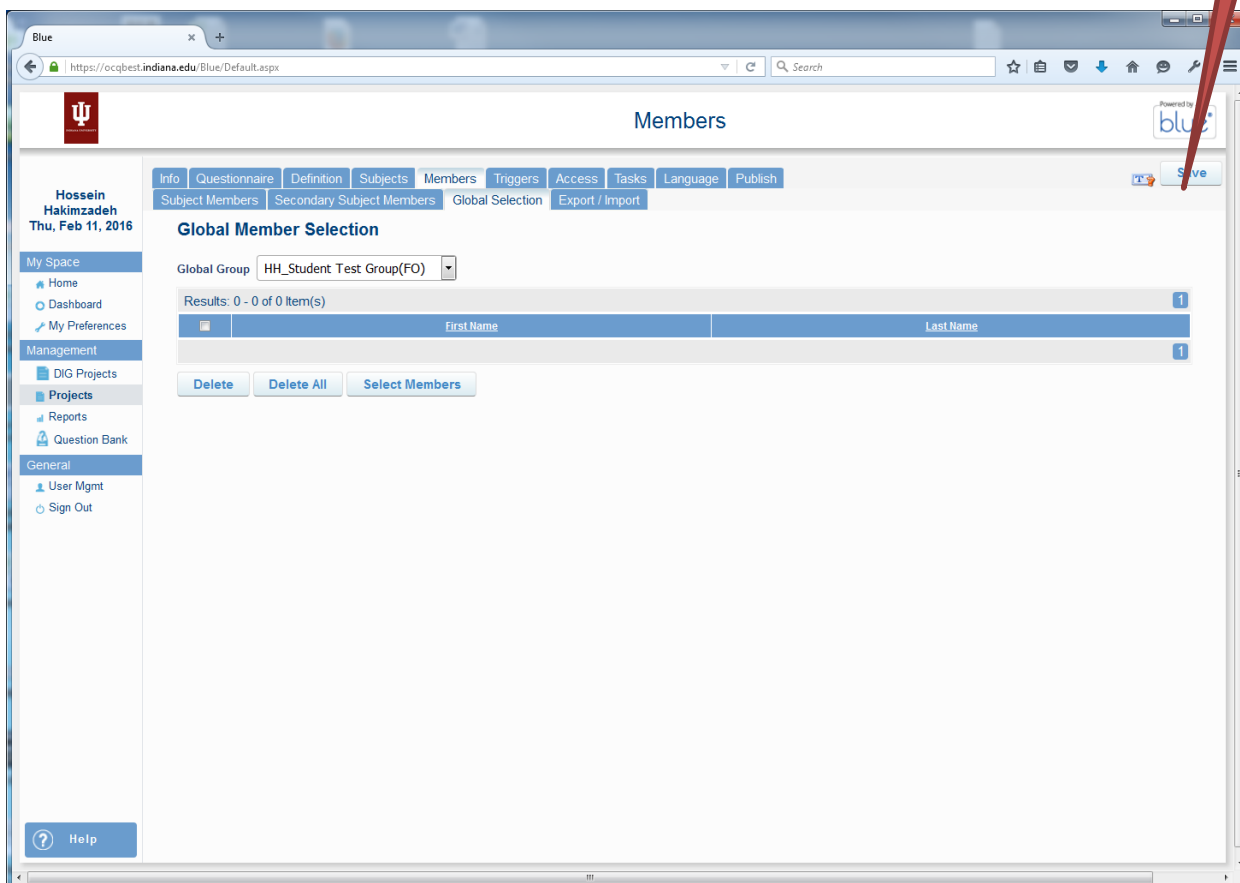 Blue
https://ocqbest.indiana.edu/Blue/Default.aspx
Search
Ψ
INDIANA UNIVERSITY
Members
Powered by
blue
Hossein
Hakimzadeh
Thu, Feb 11, 2016
Info Questionnaire Definition Subjects Members Triggers Access Tasks Language Publish
Save
Subject Members Secondary Subject Members Global Selection Export / Import
Global Member Selection
Global Group HH_Student Test Group(FO)
Results: 0 - 0 of 0 Item(s) 1
First Name Last Name
1
Delete Delete All Select Members
My Space
Home
Dashboard
My Preferences
Management
DIG Projects
Projects
Reports
Question Bank
General
User Mgmt
Sign Out
? Help